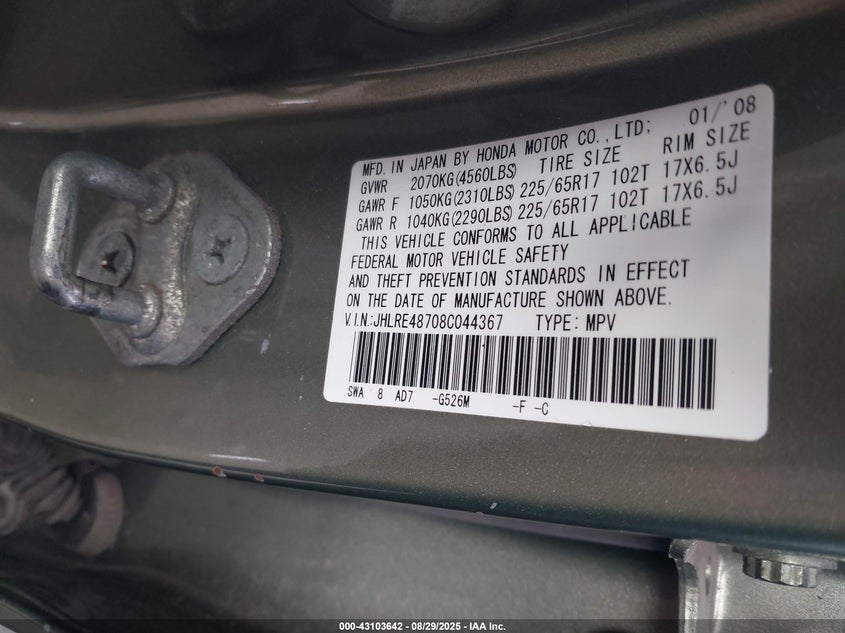 MFD. IN JAPAN BY HONDA MOTOR CO., LTD; 01/'08
GVWR 2070KG(4560LBS) TIRE SIZE RIM SIZE
GAWR F 1050KG(2310LBS) 225/65R17 102T 17X6.5J
GAWR R 1040KG(2290LBS) 225/65R17 102T 17X6.5J
THIS VEHICLE CONFORMS TO ALL APPLICABLE
FEDERAL MOTOR VEHICLE SAFETY
AND THEFT PREVENTION STANDARDS IN EFFECT
ON THE DATE OF MANUFACTURE SHOWN ABOVE.
V.I.N.:JHLRE48708C044367 TYPE: MPV
SWA 8 AD7 -G526M -F -C
000-43103642 - 08/29/2025 - IAA Inc.